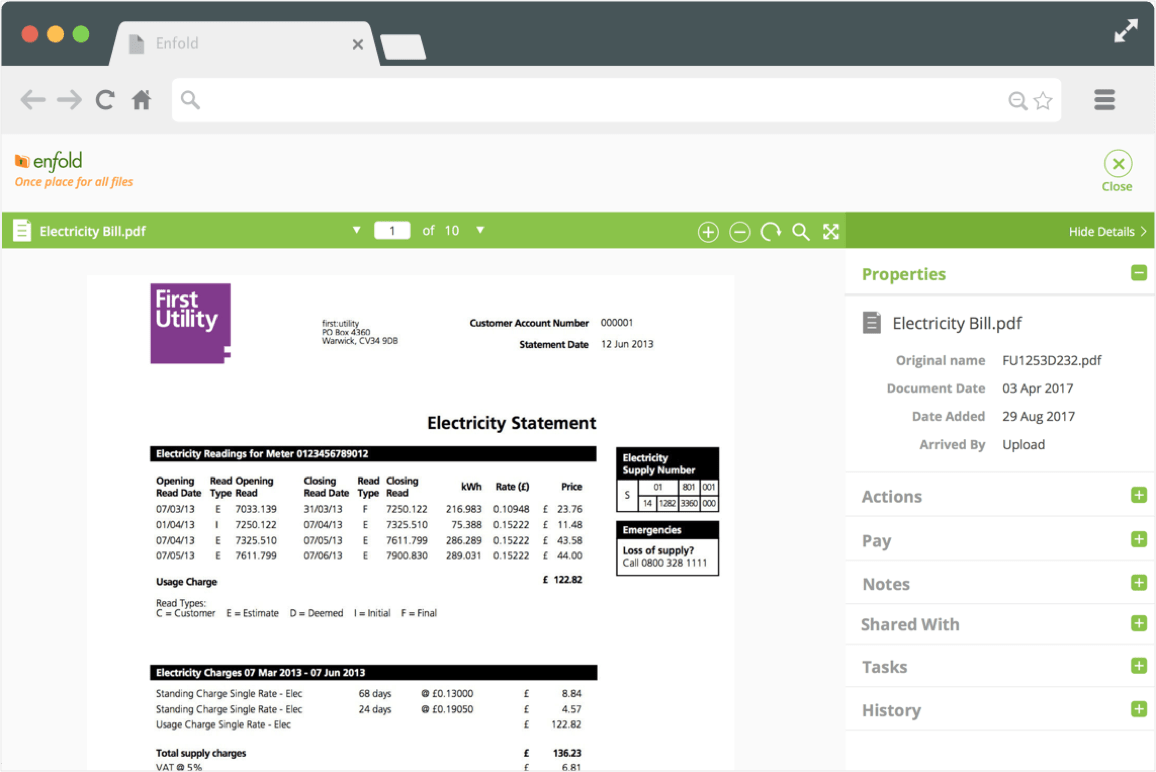 Enfold
enfold
Once place for all files
Close
Electricity Bill.pdf
1 of 10
Hide Details
First
Utility
first:utility
PO Box 4360
Warwick, CV34 9DB
Customer Account Number 000001
Statement Date 12 Jun 2013
Electricity Statement
Electricity Readings for Meter 0123456789012
Opening Read Opening Closing Read Closing
Read Date Type Read Read Date Type Read kWh Rate (£) Price
07/03/13 E 7033.139 31/03/13 F 7250.122 216.983 0.10948 £ 23.76
01/04/13 I 7250.122 07/04/13 E 7325.510 75.388 0.15222 £ 11.48
07/04/13 E 7325.510 07/05/13 E 7611.799 286.289 0.15222 £ 43.58
07/05/13 E 7611.799 07/06/13 E 7900.830 289.031 0.15222 £ 44.00
Usage Charge £ 122.82
Read Types:
C = Customer E = Estimate D = Deemed I = Initial F = Final
Electricity
Supply Number
S 01 801 001
14 1282 3360 000
Emergencies
Loss of supply?
Call 0800 328 1111
Electricity Charges 07 Mar 2013 - 07 Jun 2013
Standing Charge Single Rate - Elec 68 days @ £0.13000 £ 8.84
Standing Charge Single Rate - Elec 24 days @ £0.19050 £ 4.57
Usage Charge Single Rate - Elec £ 122.82
Total supply charges £ 136.23
VAT @ 5% £ 6.81
Properties
Electricity Bill.pdf
Original name FU1253D232.pdf
Document Date 03 Apr 2017
Date Added 29 Aug 2017
Arrived By Upload
Actions
Pay
Notes
Shared With
Tasks
History